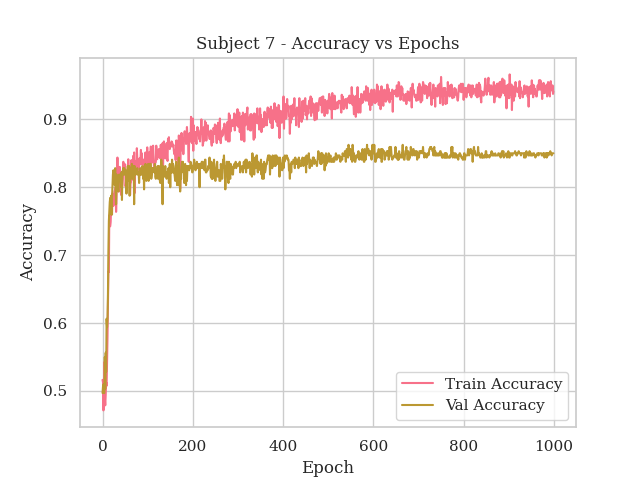 Subject 7 - Accuracy vs Epochs
0.9
0.8
0.7
0.6
0.5
Accuracy
Train Accuracy
Val Accuracy
0 200 400 600 800 1000
Epoch